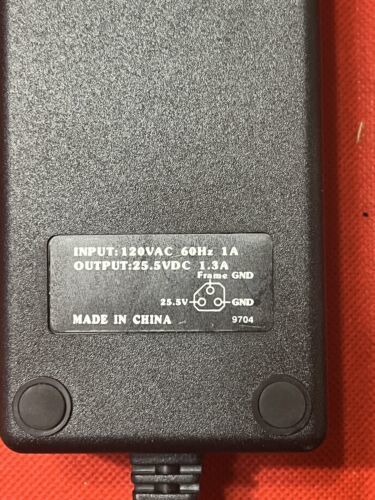 INPUT: 120VAC 60Hz 1A
OUTPUT:25.5VDC 1.3A
Frame GND
25.5V GND
MADE IN CHINA 9704